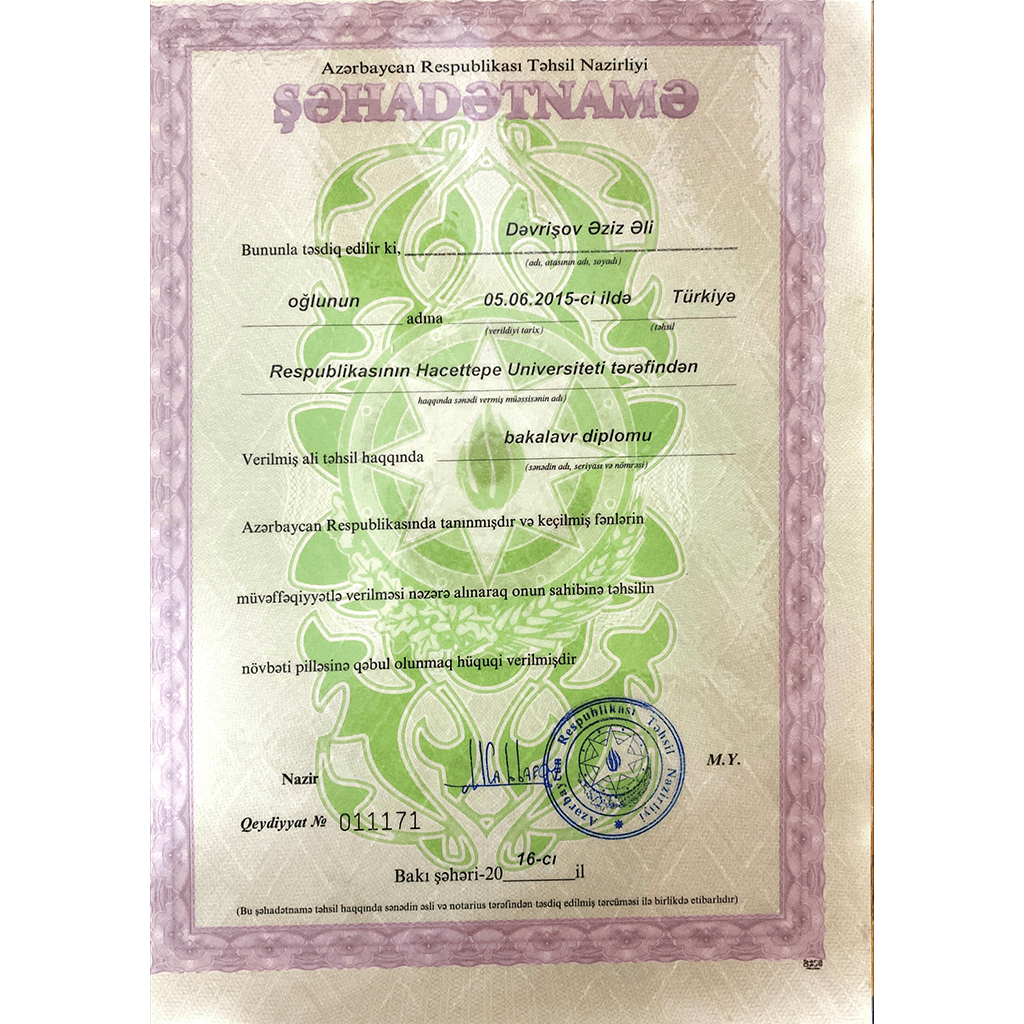 Azərbaycan Respublikası Təhsil Nazirliyi
ŞƏHADƏTNAMƏ
Dəvrişov Əziz Əli
Bununla təsdiq edilir ki,
(adı, atasının adı, soyadı)
oğlunun adına 05.06.2015-ci ildə Türkiyə
(verildiyi tarix) (təhsil
Respublikasının Hacettepe Universiteti tərəfindən
haqqında sənədi vermiş müəssisənin adı)
bakalavr diplomu
Verilmiş ali təhsil haqqında
(sənədin adı, seriyası və nömrəsi)
Azərbaycan Respublikasında tanınmışdır və keçilmiş fənlərin
müvəffəqiyyətlə verilməsi nəzərə alınaraq onun sahibinə təhsilin
növbəti pilləsinə qəbul olunmaq hüquqi verilmişdir
Azərbaycan Respublikası Təhsil Nazirliyi
Nazir M.Y.
Qeydiyyat № 011171
Bakı şəhəri-20 16-cı il
(Bu şəhadətnamə təhsil haqqında sənədin əsli və notarius tərəfindən təsdiq edilmiş tərcüməsi ilə birlikdə etibarlıdır)